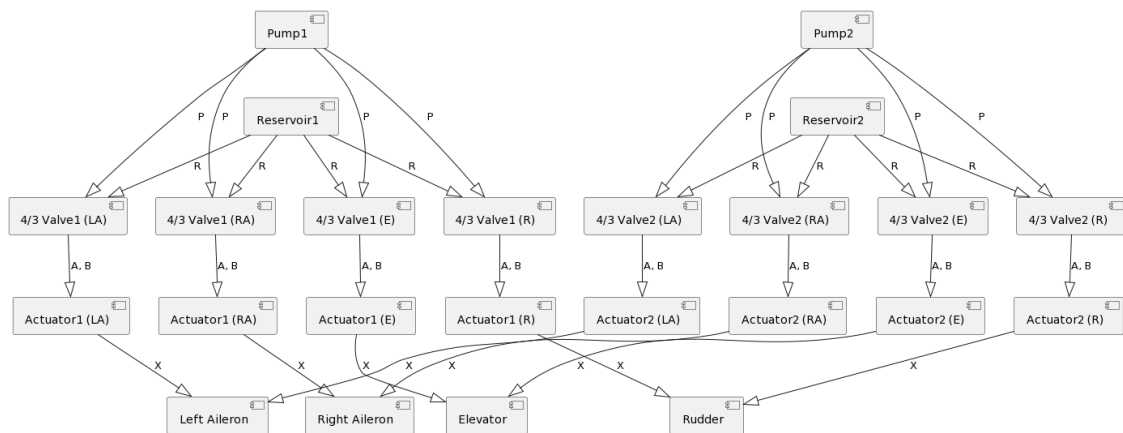 Pump1
Pump2
P
P
P
P
P
P
P
P
Reservoir1
Reservoir2
R
R
R
R
R
R
R
R
4/3 Valve1 (LA)
4/3 Valve1 (RA)
4/3 Valve1 (E)
4/3 Valve1 (R)
4/3 Valve2 (LA)
4/3 Valve2 (RA)
4/3 Valve2 (E)
4/3 Valve2 (R)
A, B
A, B
A, B
A, B
A, B
A, B
A, B
A, B
Actuator1 (LA)
Actuator1 (RA)
Actuator1 (E)
Actuator1 (R)
Actuator2 (LA)
Actuator2 (RA)
Actuator2 (E)
Actuator2 (R)
X
X
X
X
X
X
X
X
Left Aileron
Right Aileron
Elevator
Rudder